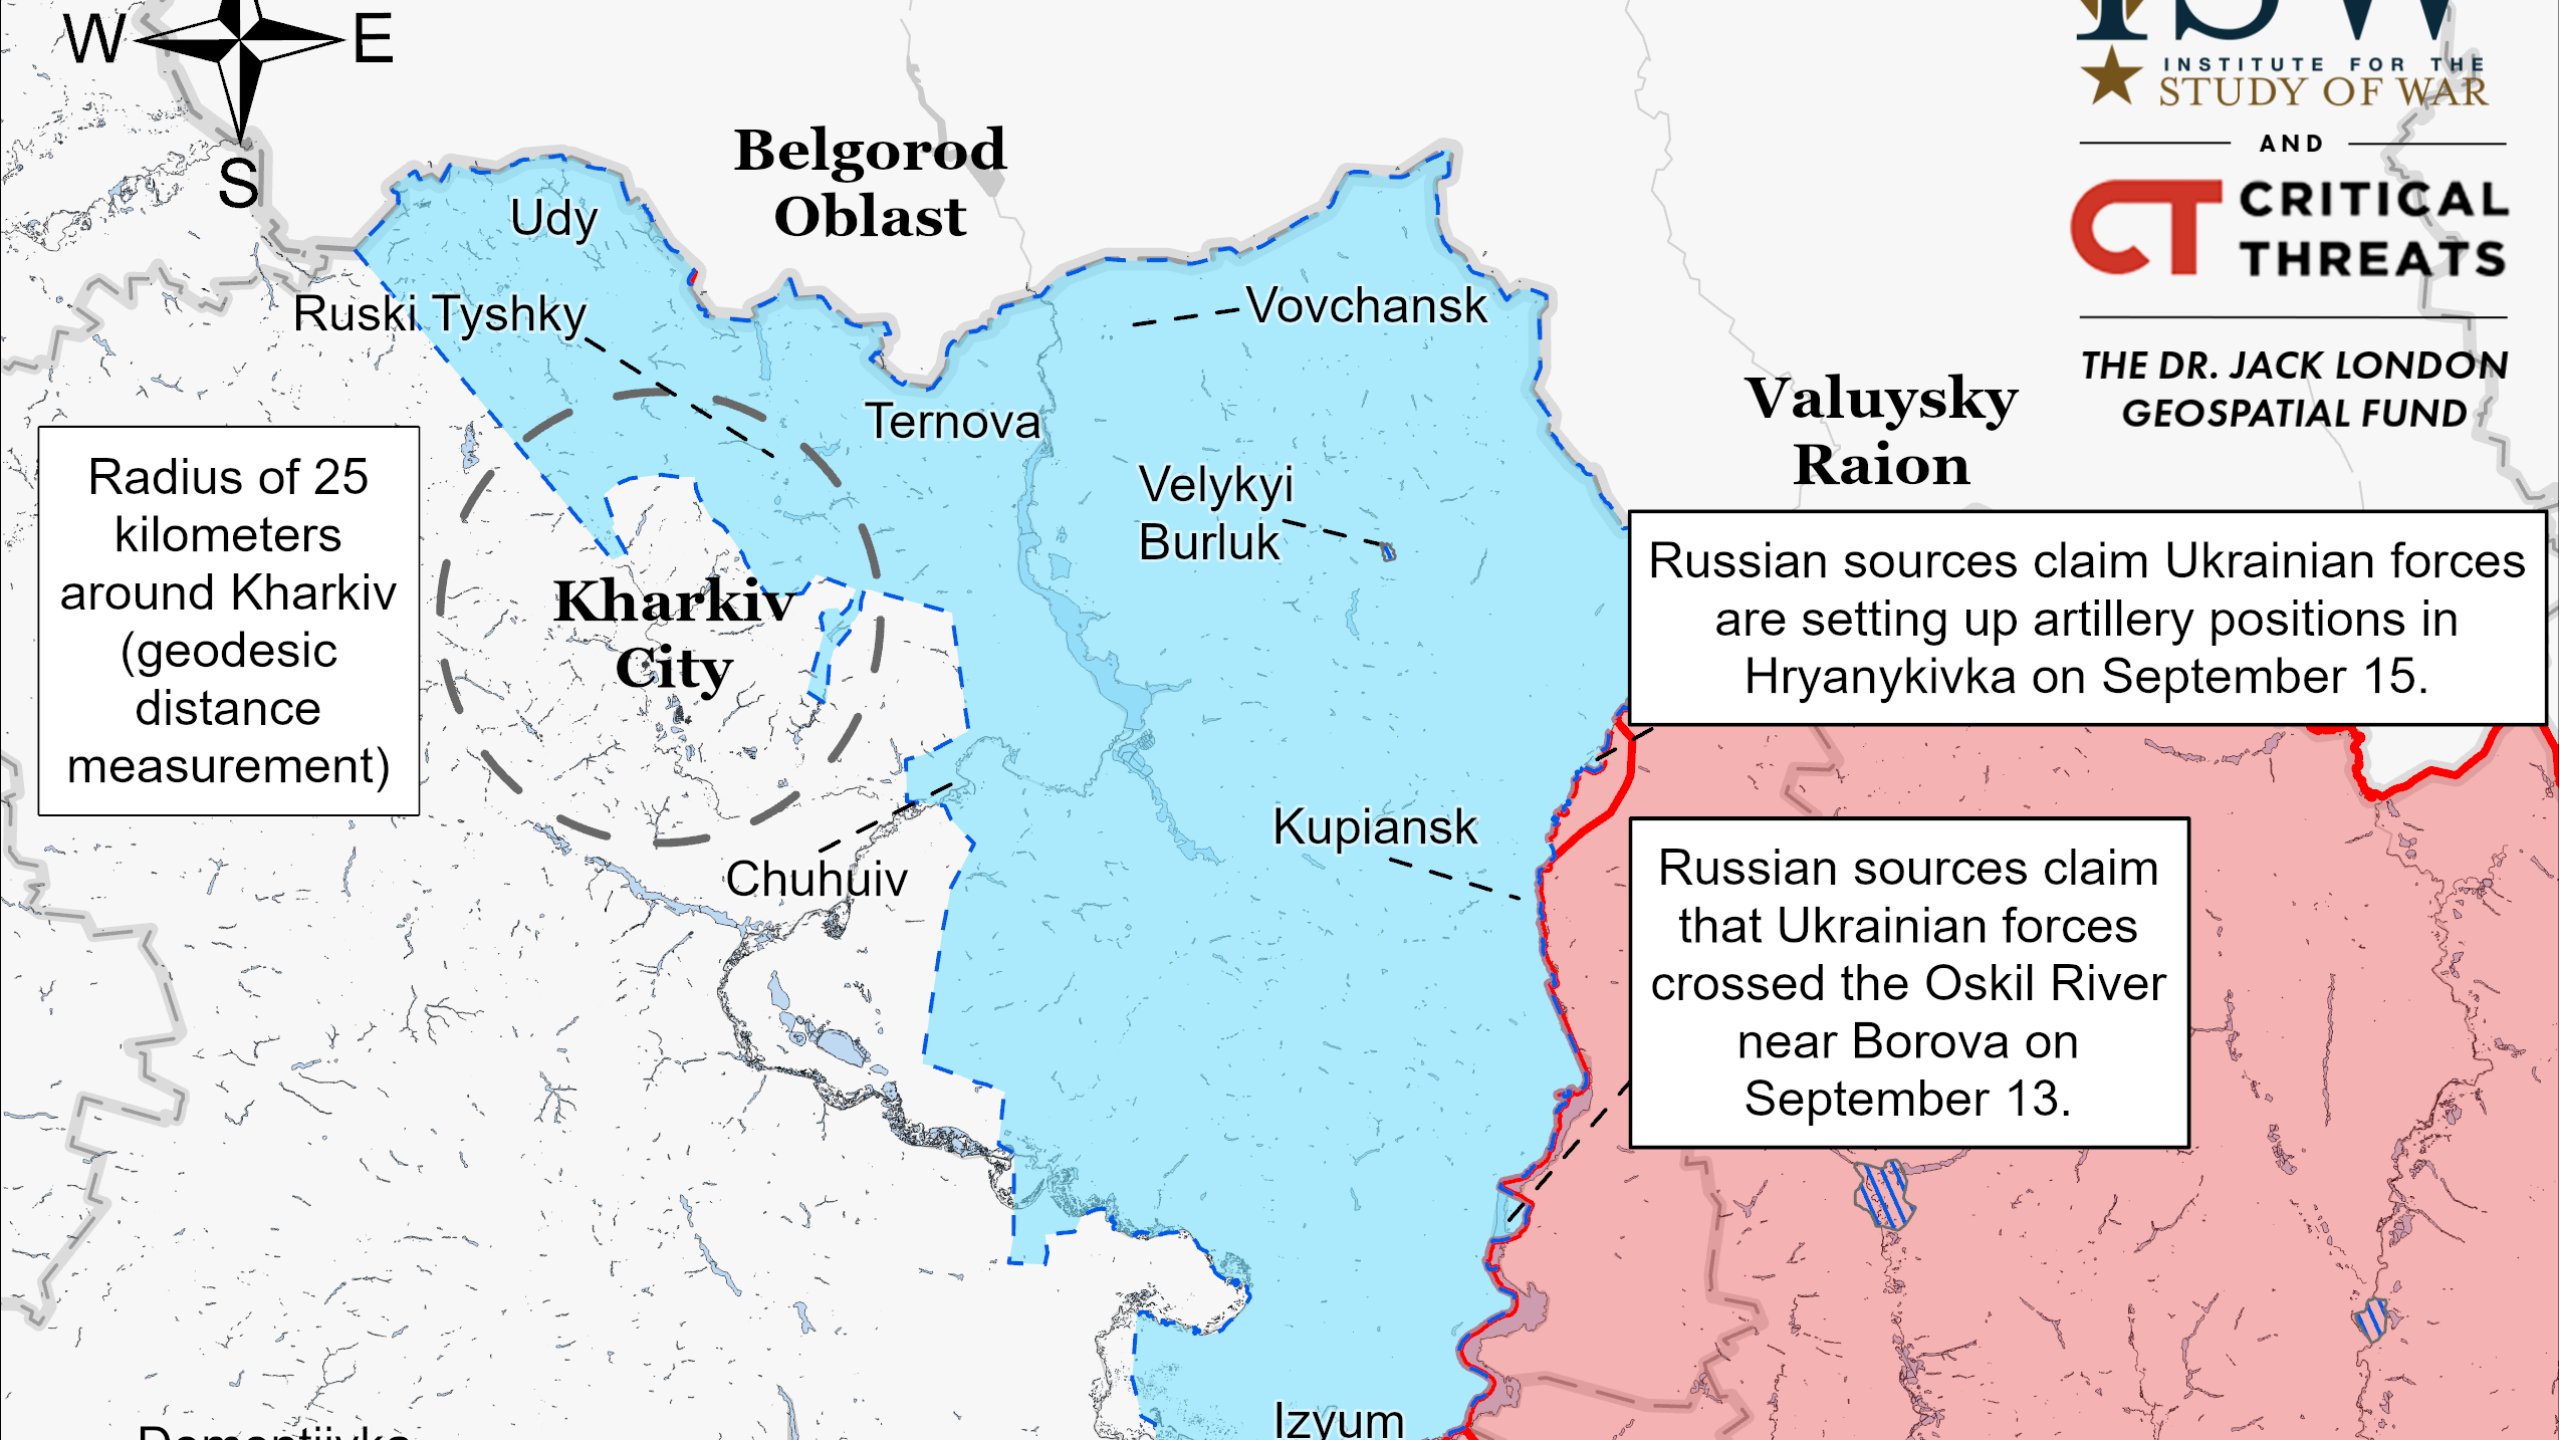 W E
S
ISW
INSTITUTE FOR THE
STUDY OF WAR
AND
CRITICAL
THREATS
THE DR. JACK LONDON
GEOSPATIAL FUND
Belgorod
Oblast
Udy
Ruski Tyshky
Vovchansk
Ternova
Valuysky
Raion
Velykyi
Burluk
Radius of 25
kilometers
around Kharkiv
(geodesic
distance
measurement)
Kharkiv
City
Russian sources claim Ukrainian forces
are setting up artillery positions in
Hryanykivka on September 15.
Kupiansk
Chuhuiv
Russian sources claim
that Ukrainian forces
crossed the Oskil River
near Borova on
September 13.
Izyum